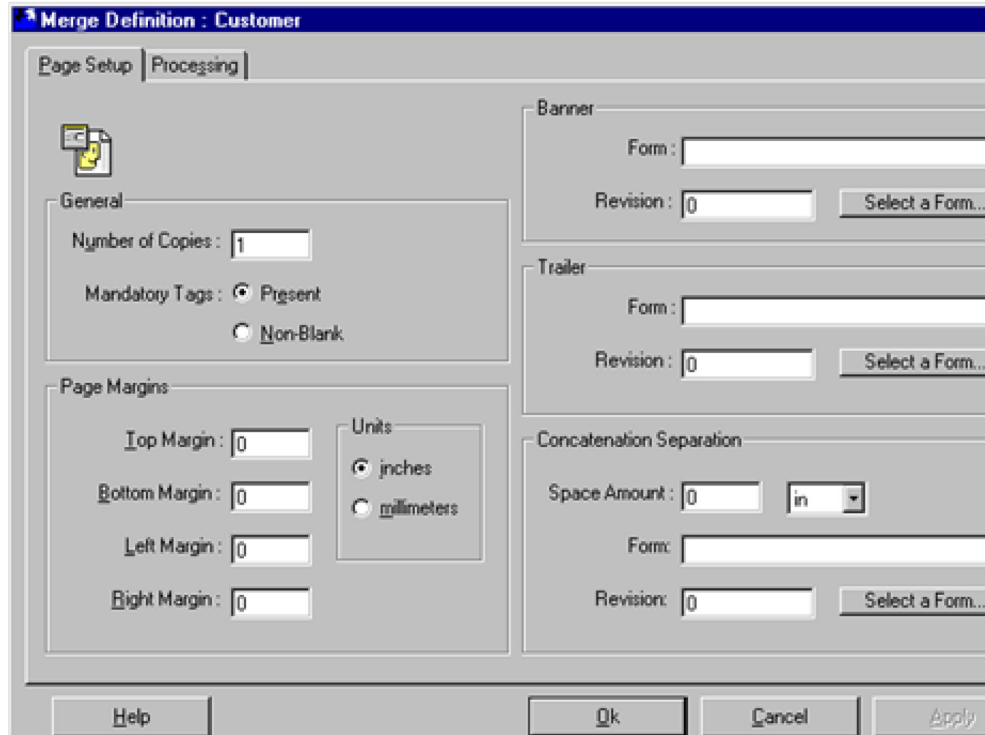 Merge Definition : Customer
Page Setup
Processing
General
Number of Copies : 1
Mandatory Tags : Present
Non-Blank
Page Margins
Top Margin : 0
Bottom Margin : 0
Left Margin : 0
Right Margin : 0
Units
inches
millimeters
Banner
Form :
Revision : 0 Select a Form...
Trailer
Form :
Revision : 0 Select a Form...
Concatenation Separation
Space Amount : 0 in
Form:
Revision: 0 Select a Form...
Help
Ok
Cancel
Apply